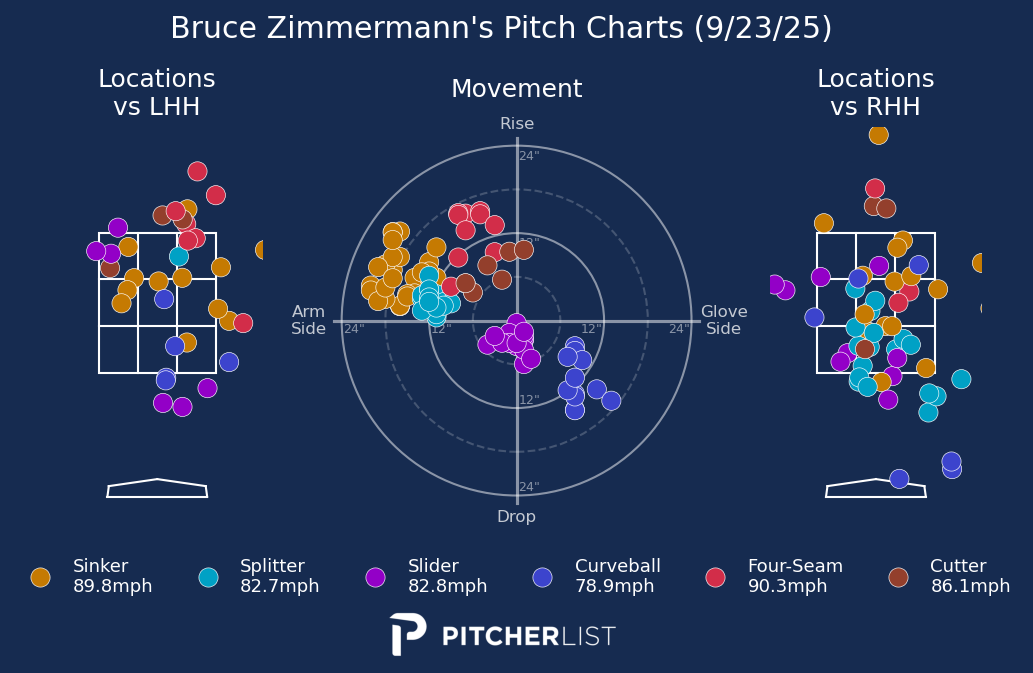 Bruce Zimmermann's Pitch Charts (9/23/25)
Locations
vs LHH
Movement
Locations
vs RHH
Rise
24"
12"
Arm
Side
24"
12"
12"
24"
Glove
Side
12"
24"
Drop
Sinker
89.8mph
Splitter
82.7mph
Slider
82.8mph
Curveball
78.9mph
Four-Seam
90.3mph
Cutter
86.1mph
PITCHERLIST